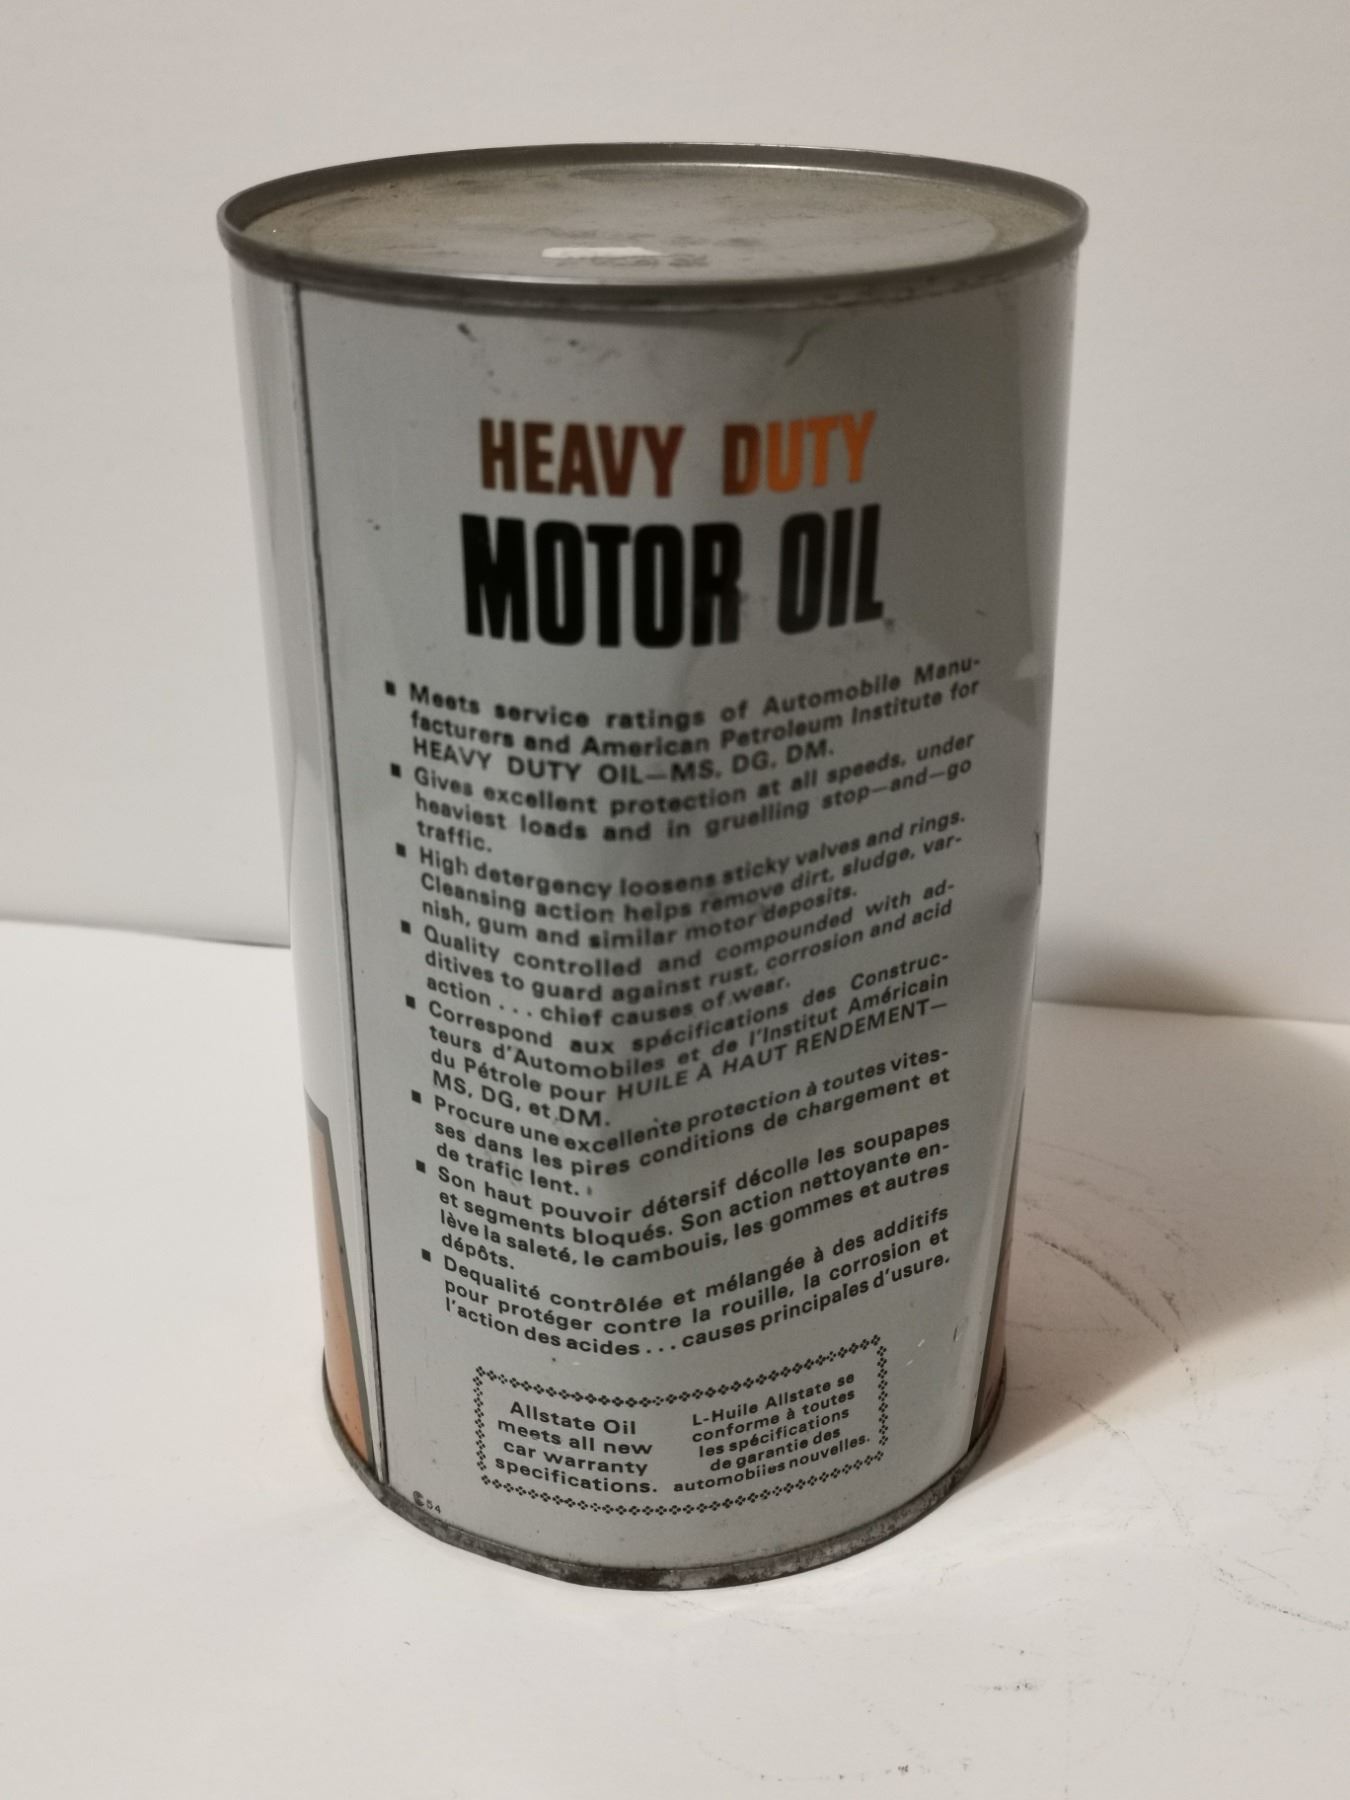 HEAVY DUTY
MOTOR OIL
▪ Meets service ratings of Automobile Manu-
facturers and American Petroleum Institute for
HEAVY DUTY OIL—MS, DG, DM.
▪ Gives excellent protection at all speeds, under
heaviest loads and in gruelling stop—and—go
traffic.
▪ High detergency loosens sticky valves and rings.
Cleansing action helps remove dirt, sludge, var-
nish, gum and similar motor deposits.
▪ Quality controlled and compounded with ad-
ditives to guard against rust, corrosion and acid
action . . . chief causes of wear.
▪ Correspond aux spécifications des Construc-
teurs d'Automobiles et de l'Institut Américain
du Pétrole pour HUILE À HAUT RENDEMENT—
MS, DG, et DM.
▪ Procure une excellente protection à toutes vites-
ses dans les pires conditions de chargement et
de trafic lent.
▪ Son haut pouvoir détersif décolle les soupapes
et segments bloqués. Son action nettoyante en-
lève la saleté, le cambouis, les gommes et autres
dépôts.
▪ Dequalité contrôlée et mélangée à des additifs
pour protéger contre la rouille, la corrosion et
l'action des acides . . . causes principales d'usure.
Allstate Oil
meets all new
car warranty
specifications.
L-Huile Allstate se
conforme à toutes
les spécifications
de garantie des
automobiles nouvelles.
54